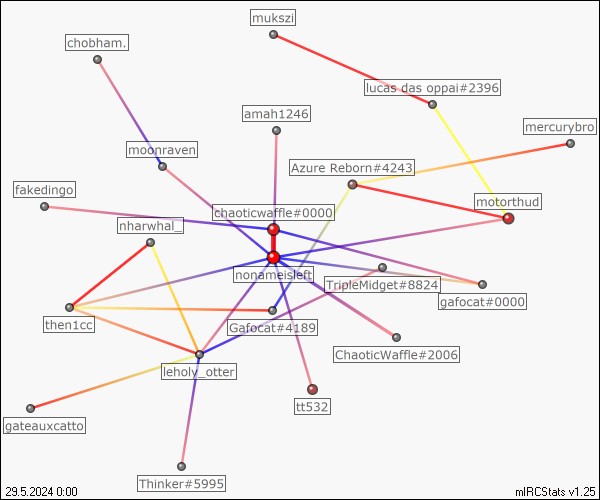 mukszi
chobham.
lucas das oppai#2396
amah1246
mercurybro
moonraven
Azure Reborn#4243
fakedingo
motorthud
chaoticwaffle#0000
nharwhal_
nonameisleft
TripleMidget#8824
gafocat#0000
then1cc
Gafocat#4189
ChaoticWaffle#2006
leholy_otter
tt532
gateauxcatto
Thinker#5995
29.5.2024 0:00
mIRCStats v1.25